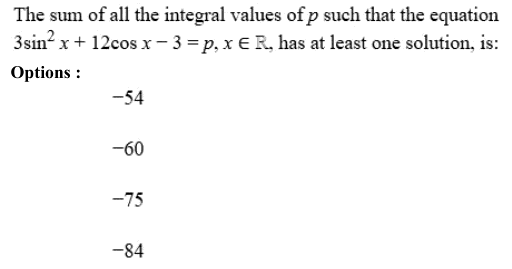 The sum of all the integral values of p such that the equation
3sin² x + 12cos x − 3 = p, x ∈ ℝ, has at least one solution, is:
Options :
−54
−60
−75
−84